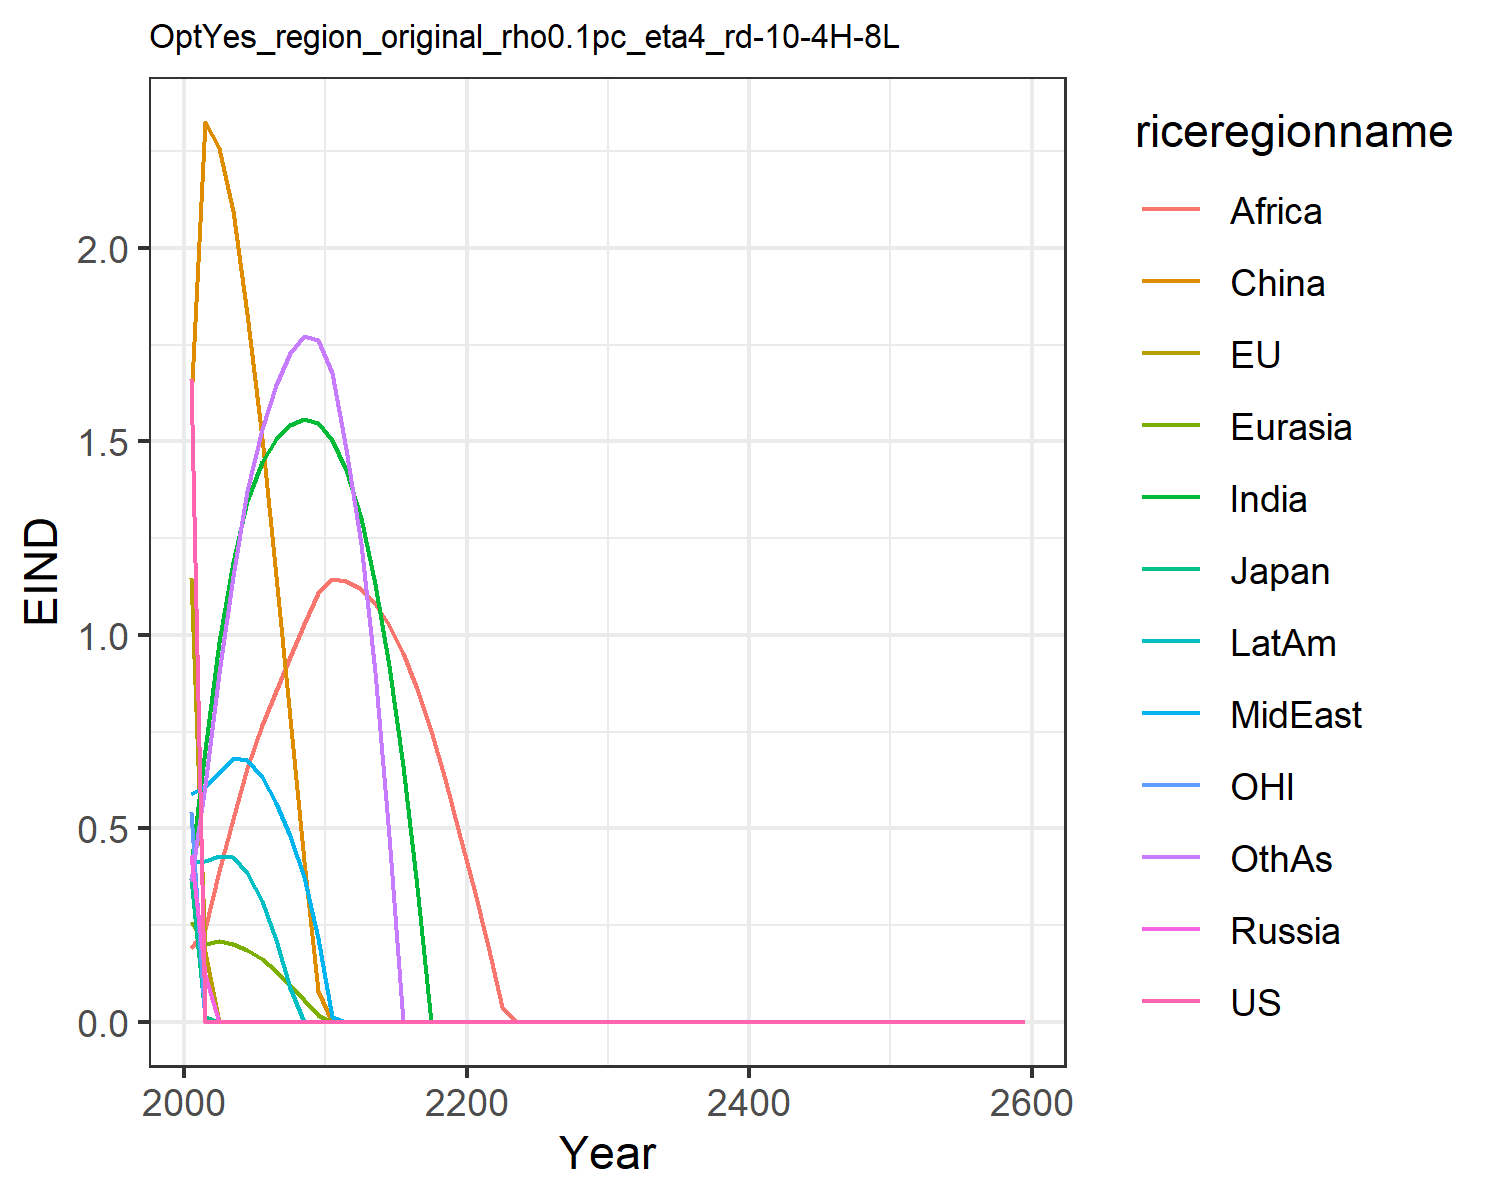 OptYes_region_original_rho0.1pc_eta4_rd-10-4H-8L
EIND
2.0
1.5
1.0
0.5
0.0
2000 2200 2400 2600
Year
riceregionname
Africa
China
EU
Eurasia
India
Japan
LatAm
MidEast
OHI
OthAs
Russia
US